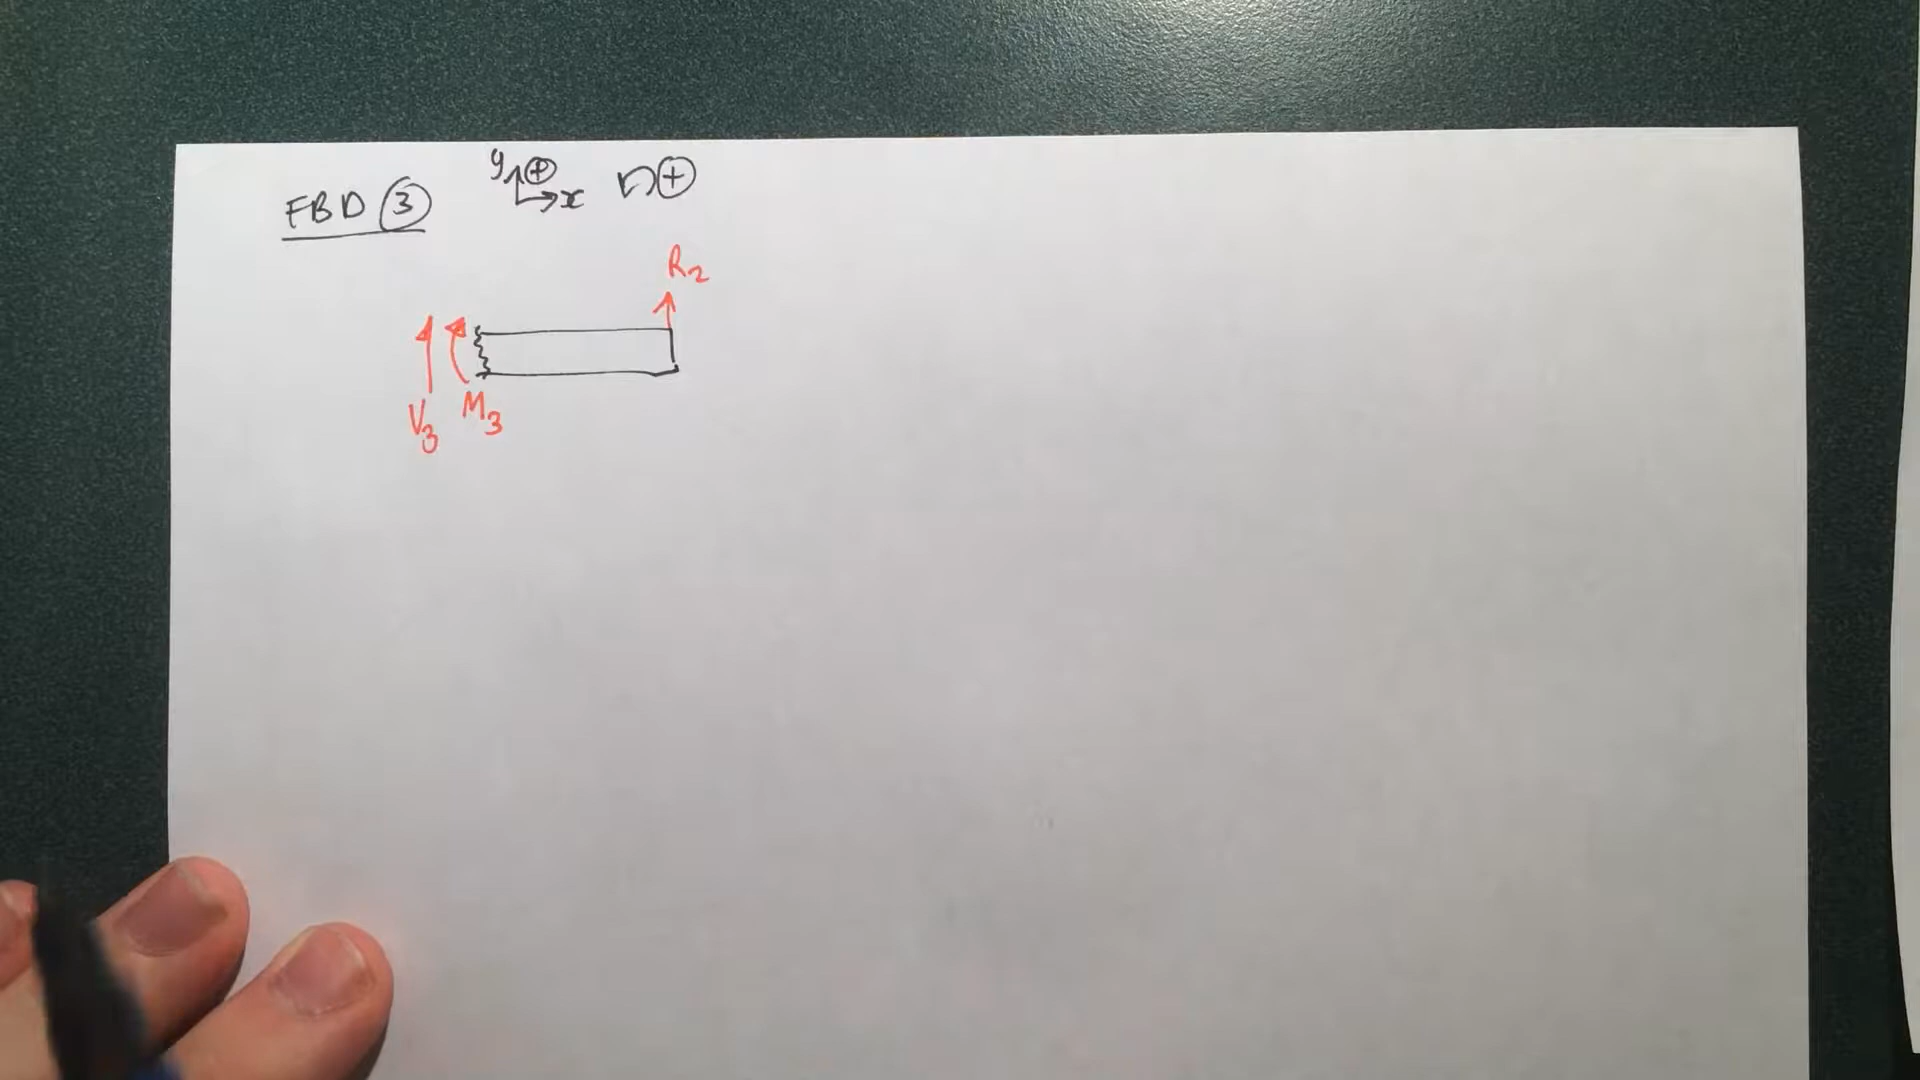 FBD ③ y ⊕ x ⊕
R₂
V₃ M₃